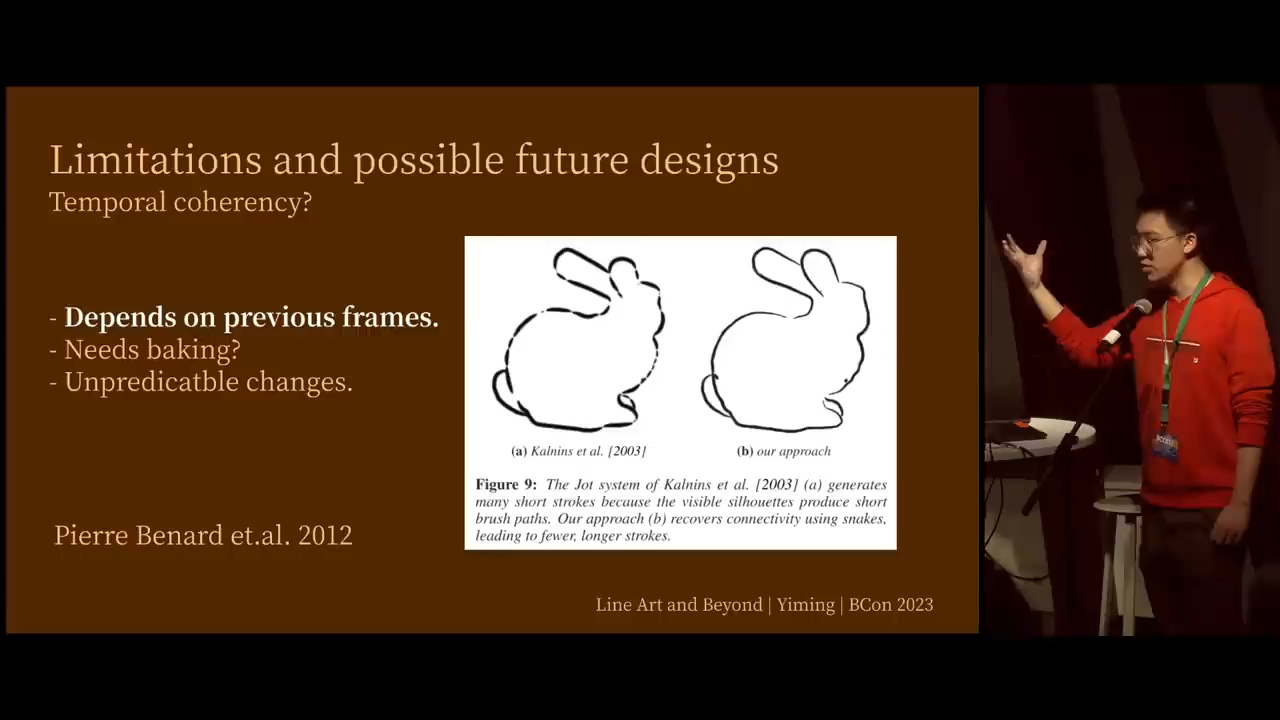 Limitations and possible future designs
Temporal coherency?
- Depends on previous frames.
- Needs baking?
- Unpredicatble changes.
(a) Kalnins et al. [2003]
(b) our approach
Figure 9: The Jot system of Kalnins et al. [2003] (a) generates
many short strokes because the visible silhouettes produce short
brush paths. Our approach (b) recovers connectivity using snakes,
leading to fewer, longer strokes.
Pierre Benard et.al. 2012
Line Art and Beyond | Yiming | BCon 2023